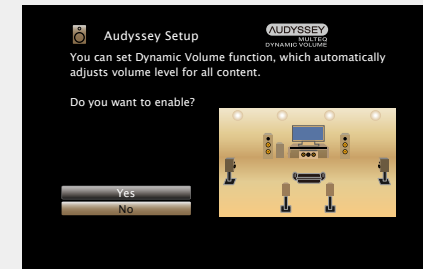 Audyssey Setup
AUDYSSEY
MULTEQ
DYNAMIC VOLUME
You can set Dynamic Volume function, which automatically
adjusts volume level for all content.
Do you want to enable?
Yes
No